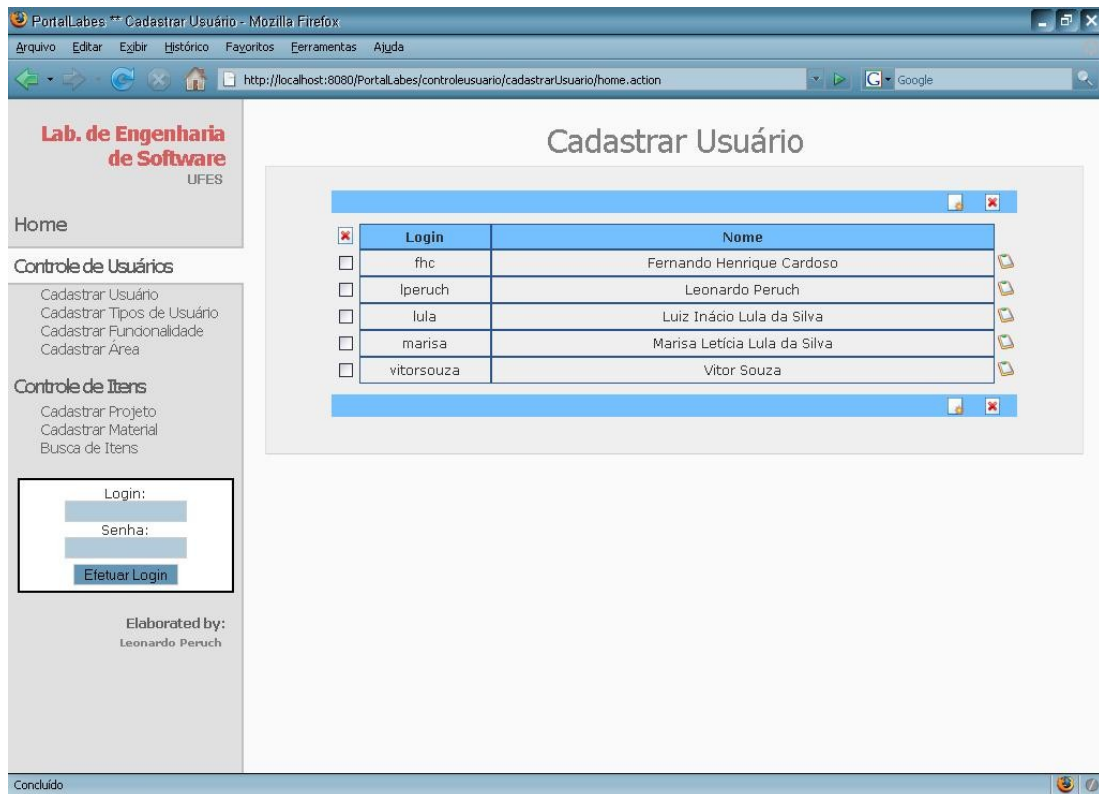 PortalLabes ** Cadastrar Usuário - Mozilla Firefox
Arquivo Editar Exibir Histórico Favoritos Ferramentas Ajuda
http://localhost:8080/PortalLabes/controleusuario/cadastrarUsuario/home.action
G Google
Lab. de Engenharia
de Software
UFES
Home
Controle de Usuários
Cadastrar Usuário
Cadastrar Tipos de Usuário
Cadastrar Funcionalidade
Cadastrar Área
Controle de Itens
Cadastrar Projeto
Cadastrar Material
Busca de Itens
Login:
Senha:
Efetuar Login
Elaborated by:
Leonardo Peruch
Cadastrar Usuário
Login Nome
fhc Fernando Henrique Cardoso
lperuch Leonardo Peruch
lula Luiz Inácio Lula da Silva
marisa Marisa Letícia Lula da Silva
vitorsouza Vitor Souza
Concluído